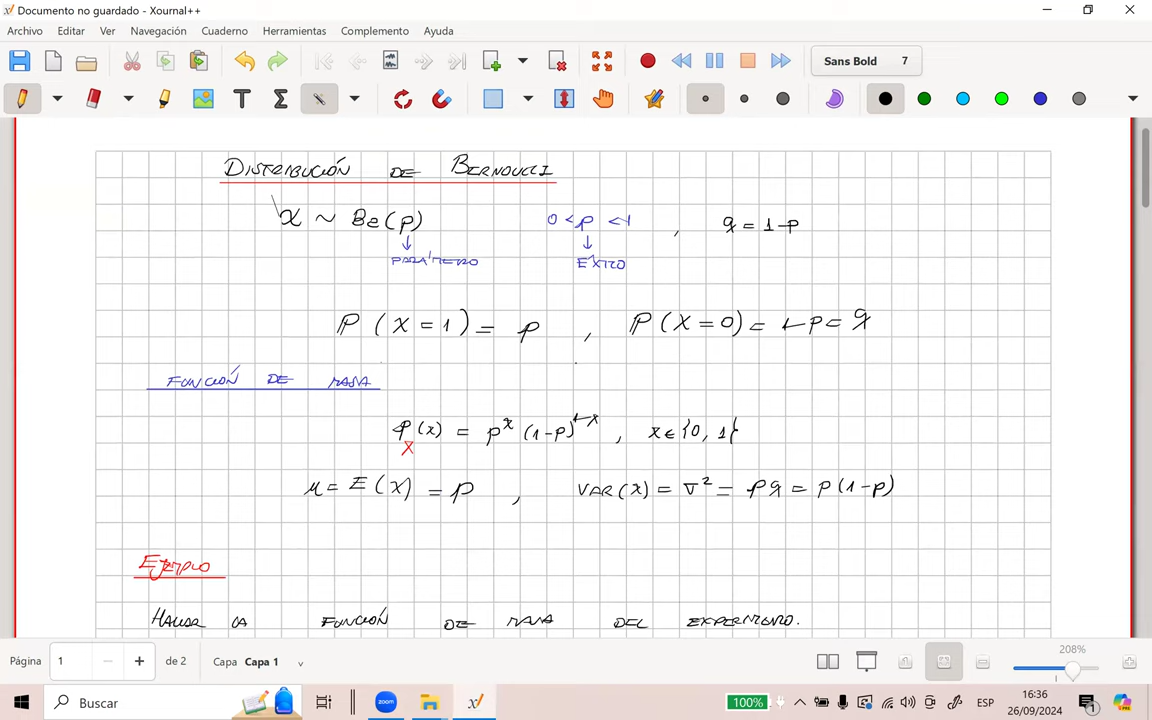 Documento no guardado - Xournal++
Archivo Editar Ver Navegación Cuaderno Herramientas Complemento Ayuda
Sans Bold 7
DISTRIBUCIÓN DE BERNOULLI
X ~ Be(p) 0 < p < 1 , q = 1-p
PARÁMETRO ÉXITO
P(X=1) = p , P(X=0) = 1-p = q
FUNCIÓN DE MASA
p_X(x) = p^x (1-p)^{1-x} , x ∈ {0, 1}
μ = E(X) = p , VAR(X) = σ² = pq = p(1-p)
EJEMPLO
HALLAR LA FUNCIÓN DE MASA DEL EXPERIMENTO.
Página 1 de 2 Capa Capa 1 208%
Buscar zoom 100% ESP 16:36
26/09/2024 1